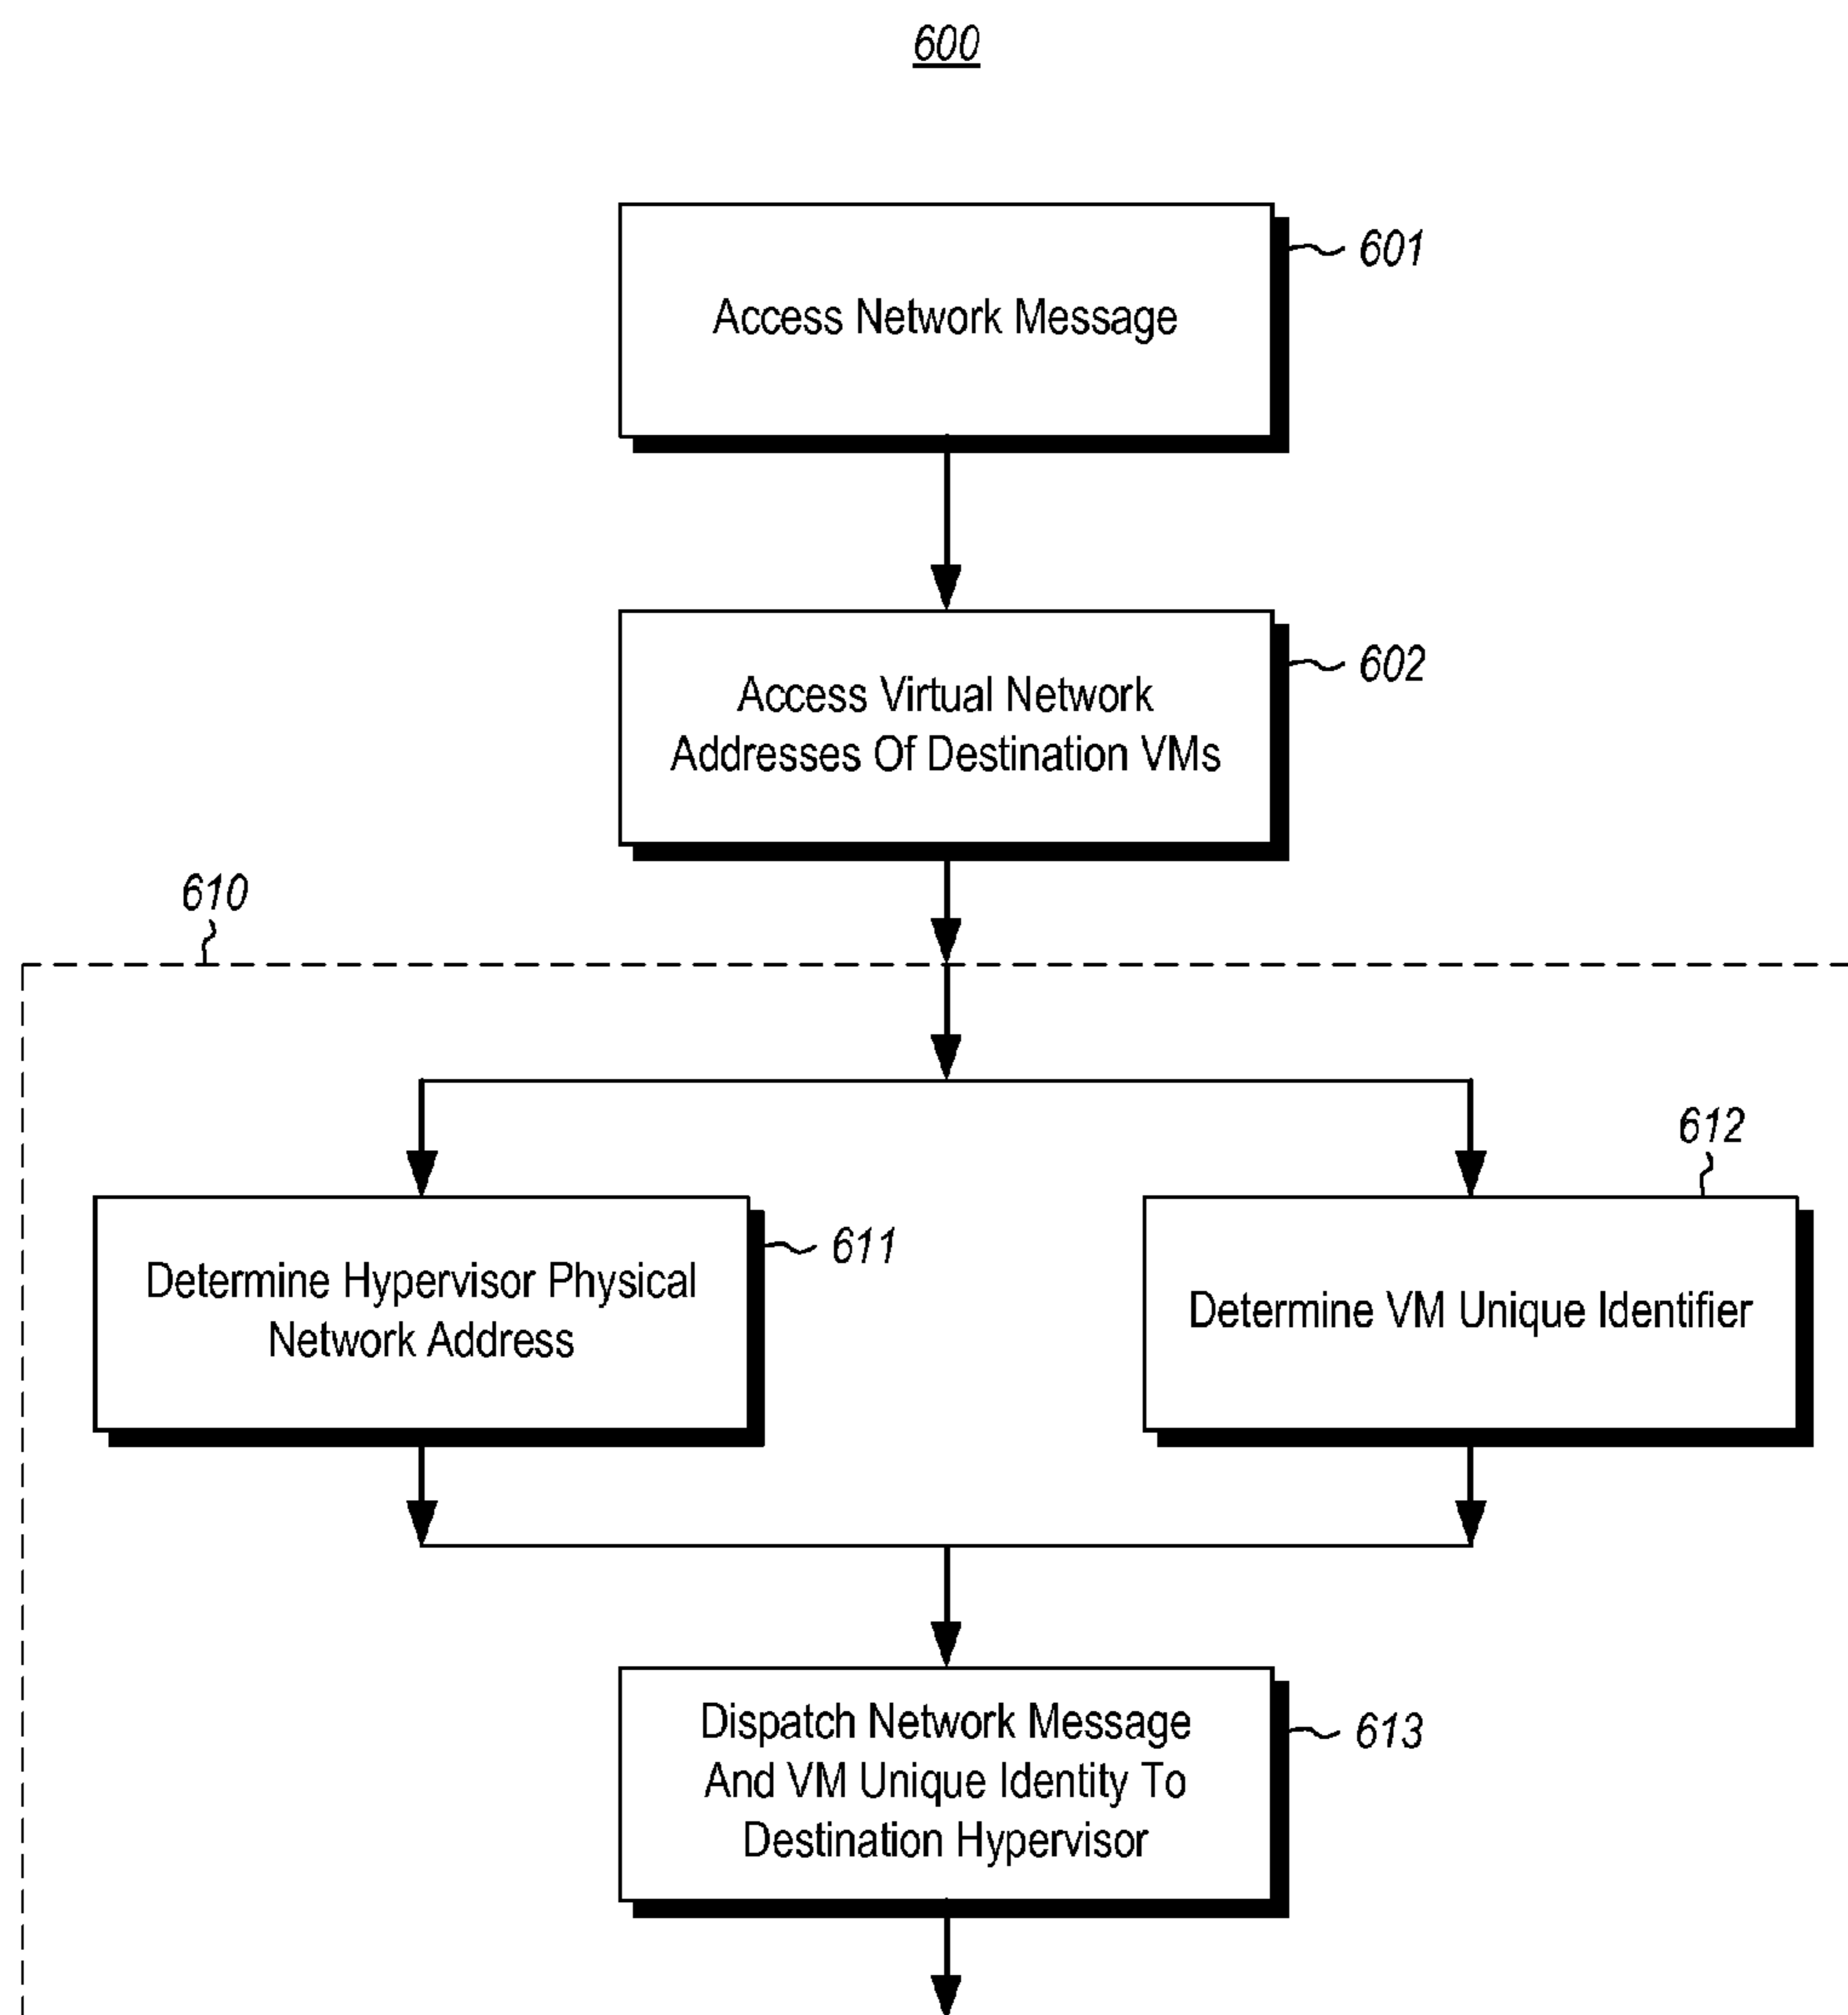 600
Access Network Message
601
Access Virtual Network
Addresses Of Destination VMs
602
610
Determine Hypervisor Physical
Network Address
611
612
Determine VM Unique Identifier
Dispatch Network Message
And VM Unique Identity To
Destination Hypervisor
613